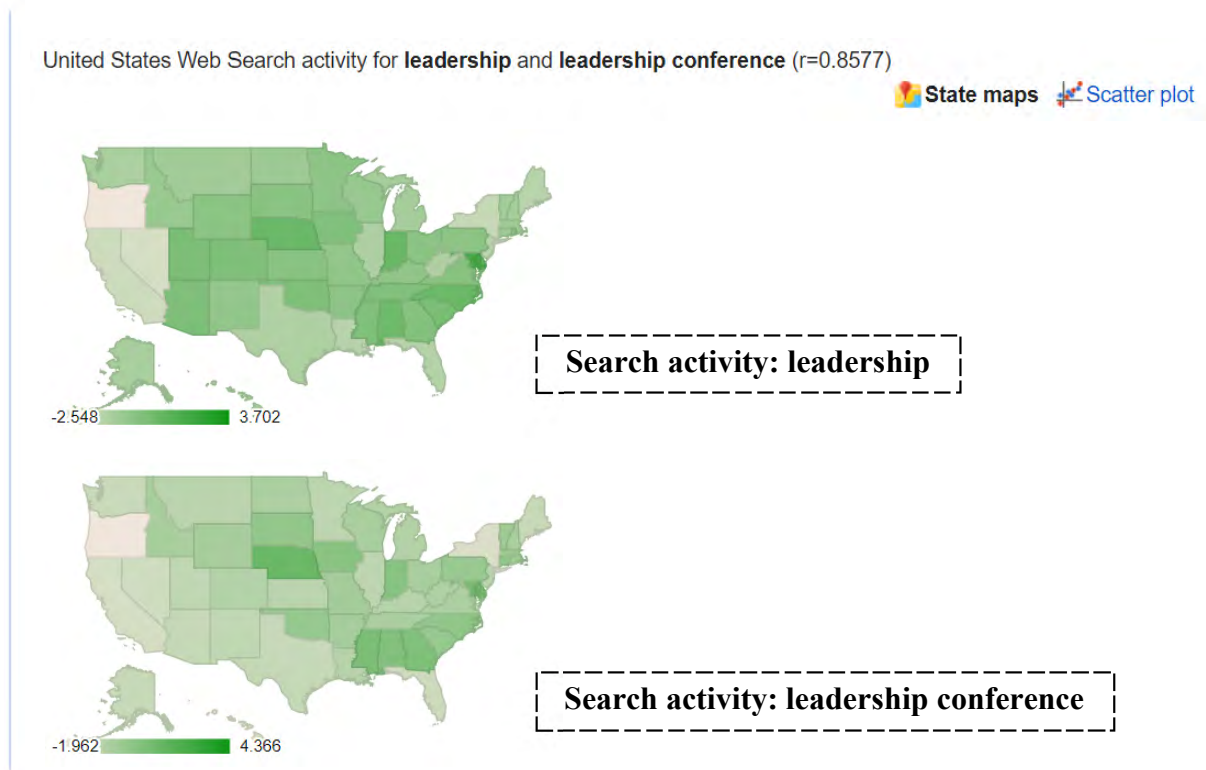 United States Web Search activity for leadership and leadership conference (r=0.8577)
State maps Scatter plot
Search activity: leadership
-2.548 3.702
Search activity: leadership conference
-1.962 4.366